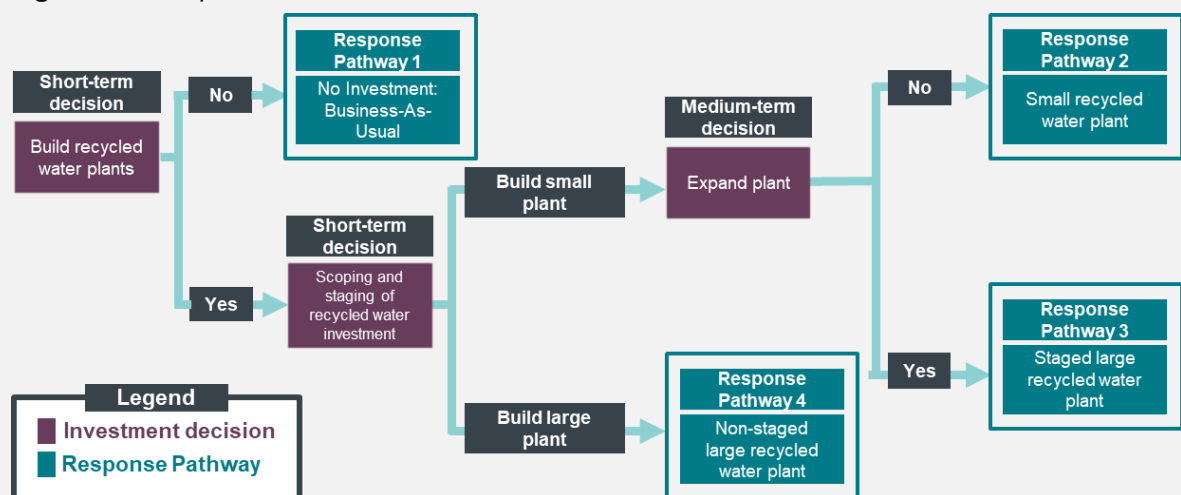 Short-term
decision
Build recycled
water plants
No
Response
Pathway 1
No Investment:
Business-As-
Usual
Yes
Short-term
decision
Scoping and
staging of
recycled water
investment
Build small
plant
Medium-term
decision
Expand plant
No
Response
Pathway 2
Small recycled
water plant
Yes
Response
Pathway 3
Staged large
recycled water
plant
Build large
plant
Response
Pathway 4
Non-staged
large recycled
water plant
Legend
Investment decision
Response Pathway